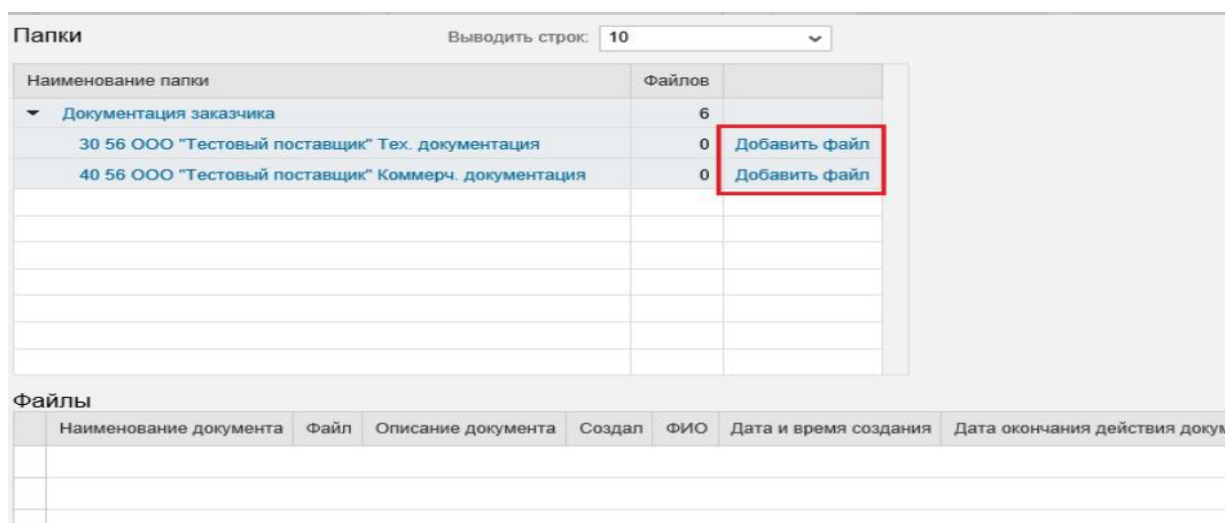 Папки Выводить строк: 10
Наименование папки Файлов
Документация заказчика 6
30 56 ООО "Тестовый поставщик" Тех. документация 0 Добавить файл
40 56 ООО "Тестовый поставщик" Коммерч. документация 0 Добавить файл
Файлы
Наименование документа Файл Описание документа Создал ФИО Дата и время создания Дата окончания действия докум